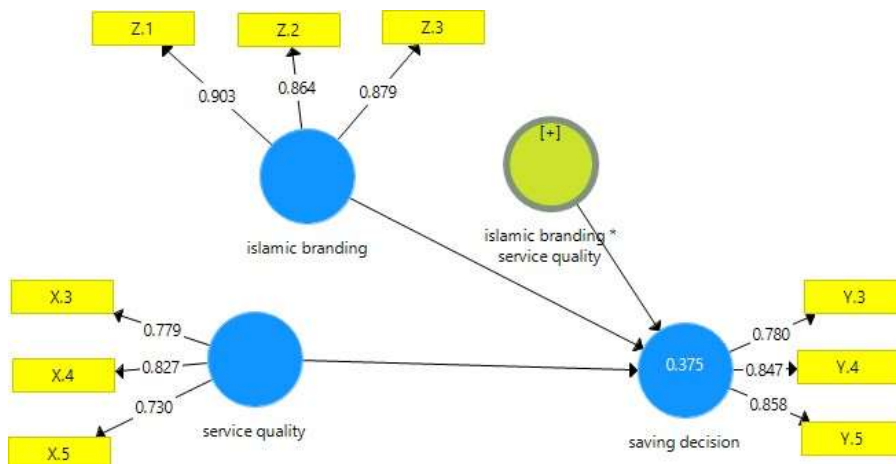 Z.1
Z.2
Z.3
0.903
0.864
0.879
[+]
islamic branding
islamic branding *
service quality
X.3
X.4
X.5
0.779
0.827
0.730
service quality
0.375
saving decision
0.780
0.847
0.858
Y.3
Y.4
Y.5